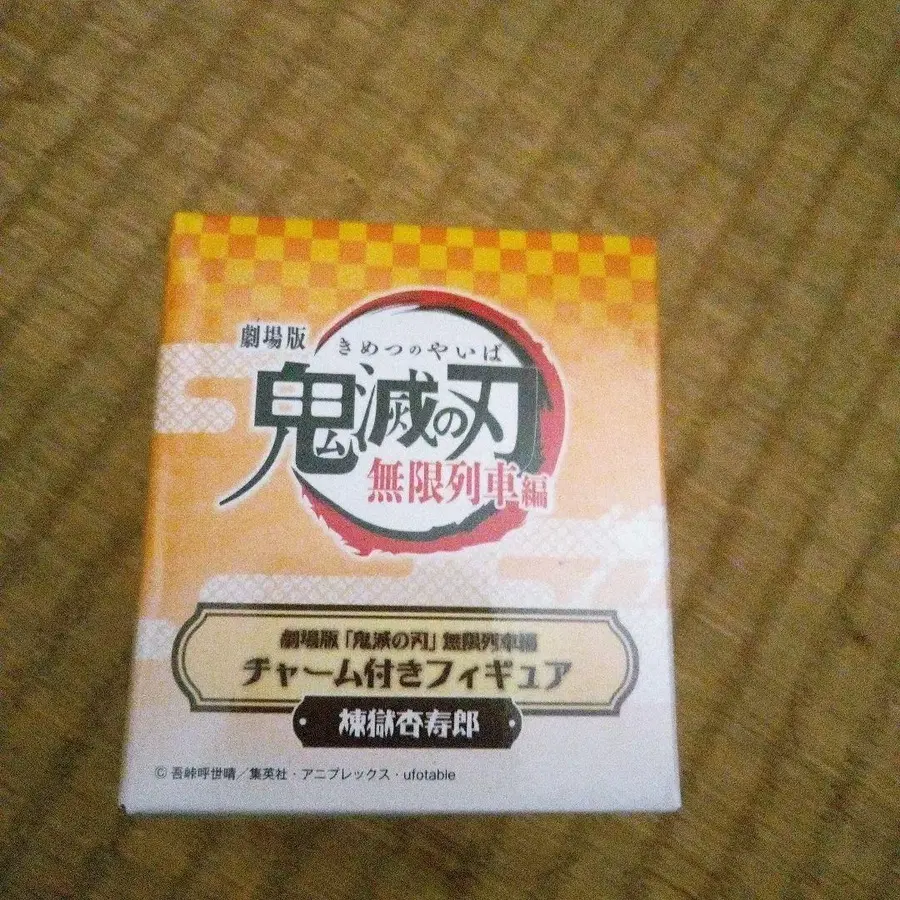 劇場版
きめつのやいば
鬼滅の刃
無限列車編
劇場版「鬼滅の刃」無限列車編
チャーム付きフィギュア
煉獄杏寿郎
© 吾峠呼世晴／集英社・アニプレックス・ufotable